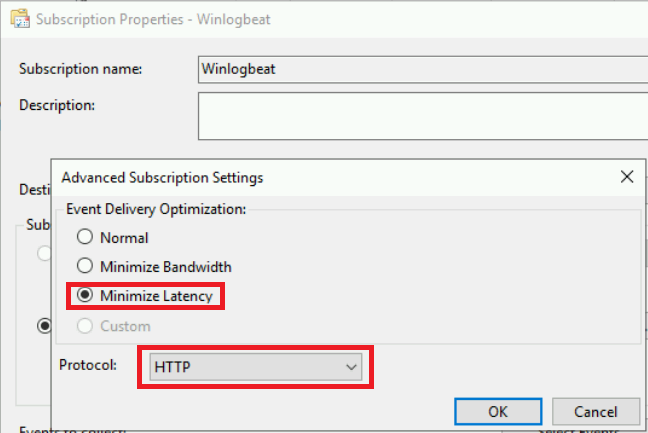 Subscription Properties - Winlogbeat
Subscription name: Winlogbeat
Description:
Desti
Advanced Subscription Settings
Event Delivery Optimization:
Sub
Normal
Minimize Bandwidth
Minimize Latency
Custom
Protocol: HTTP
OK Cancel
Events to collect: Select Events